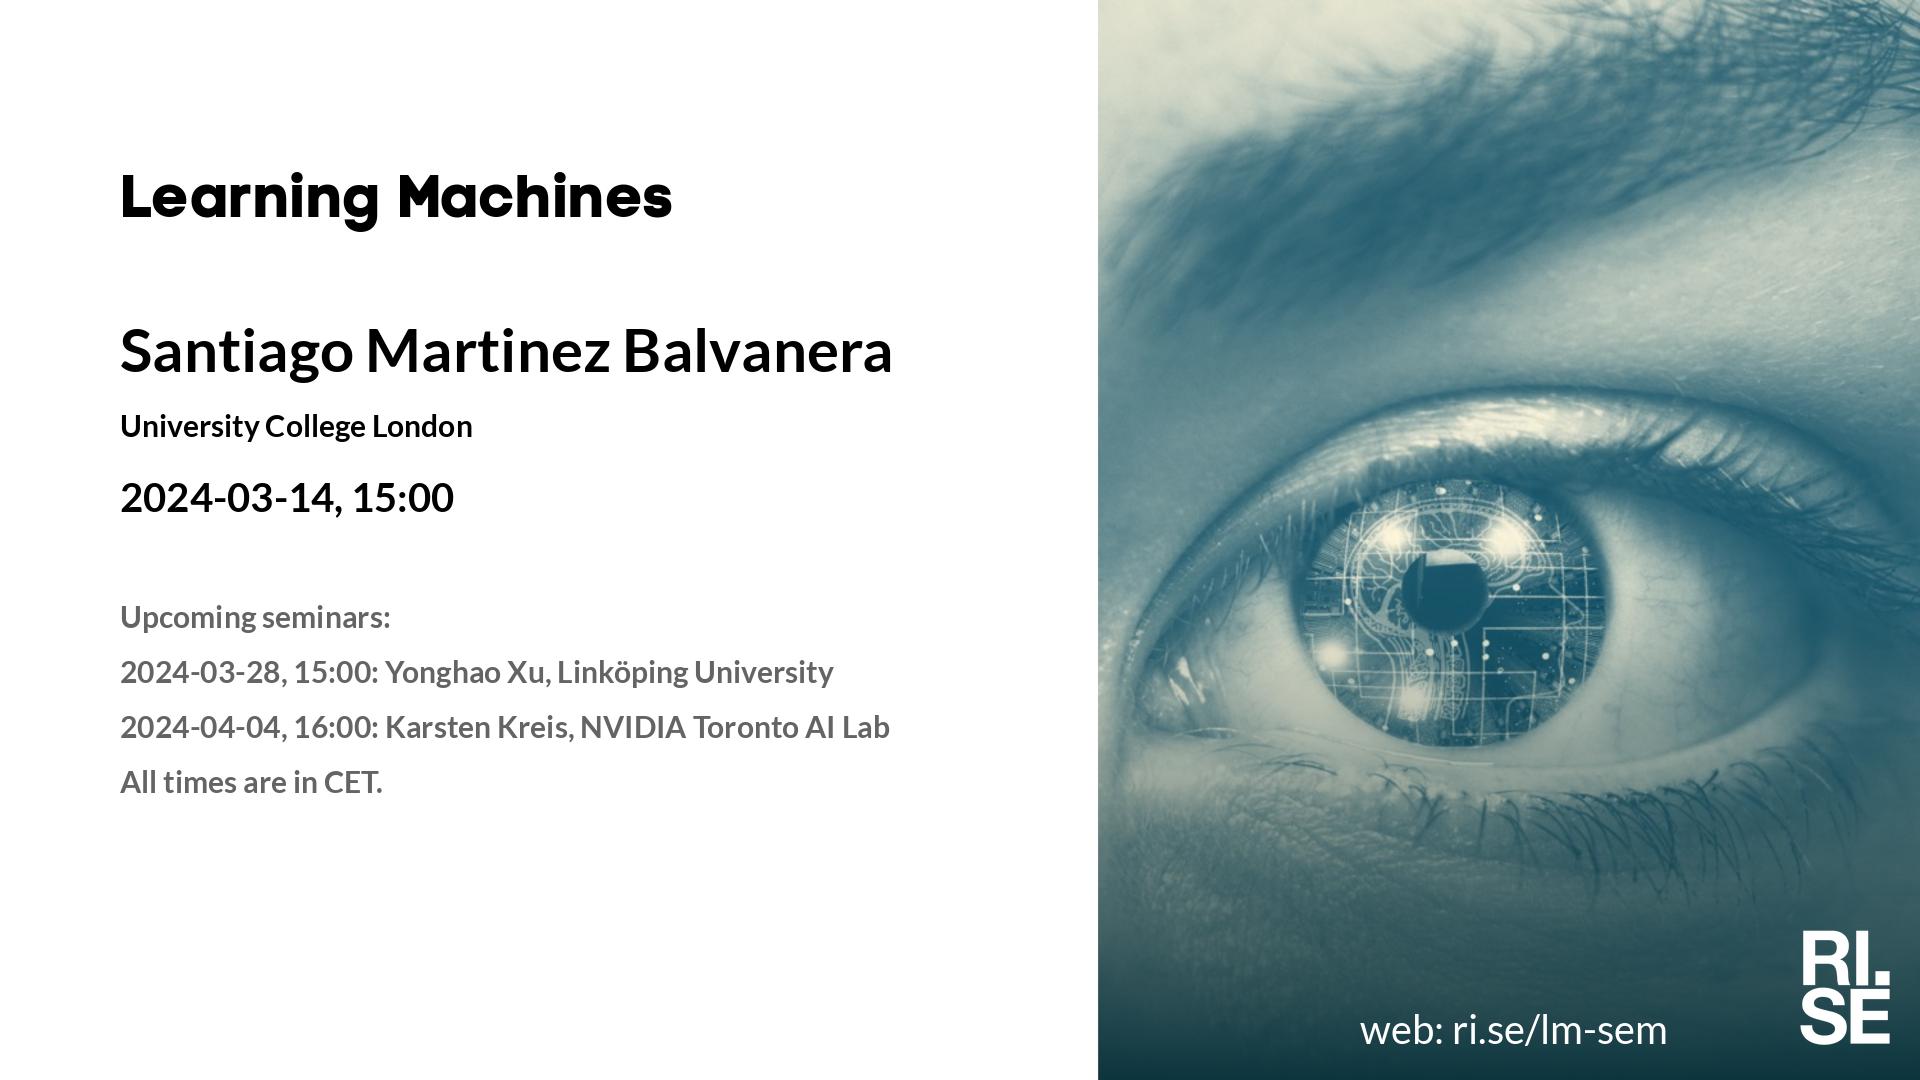 Learning Machines
Santiago Martinez Balvanera
University College London
2024-03-14, 15:00
Upcoming seminars:
2024-03-28, 15:00: Yonghao Xu, Linköping University
2024-04-04, 16:00: Karsten Kreis, NVIDIA Toronto AI Lab
All times are in CET.
web: ri.se/lm-sem
RI.
SE